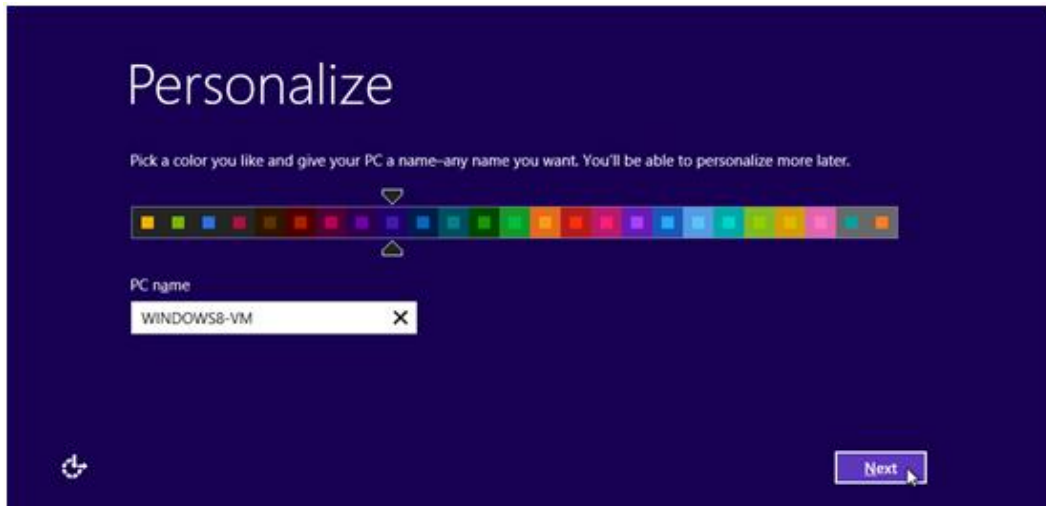 Personalize
Pick a color you like and give your PC a name–any name you want. You'll be able to personalize more later.
PC name
WINDOWS8-VM
Next